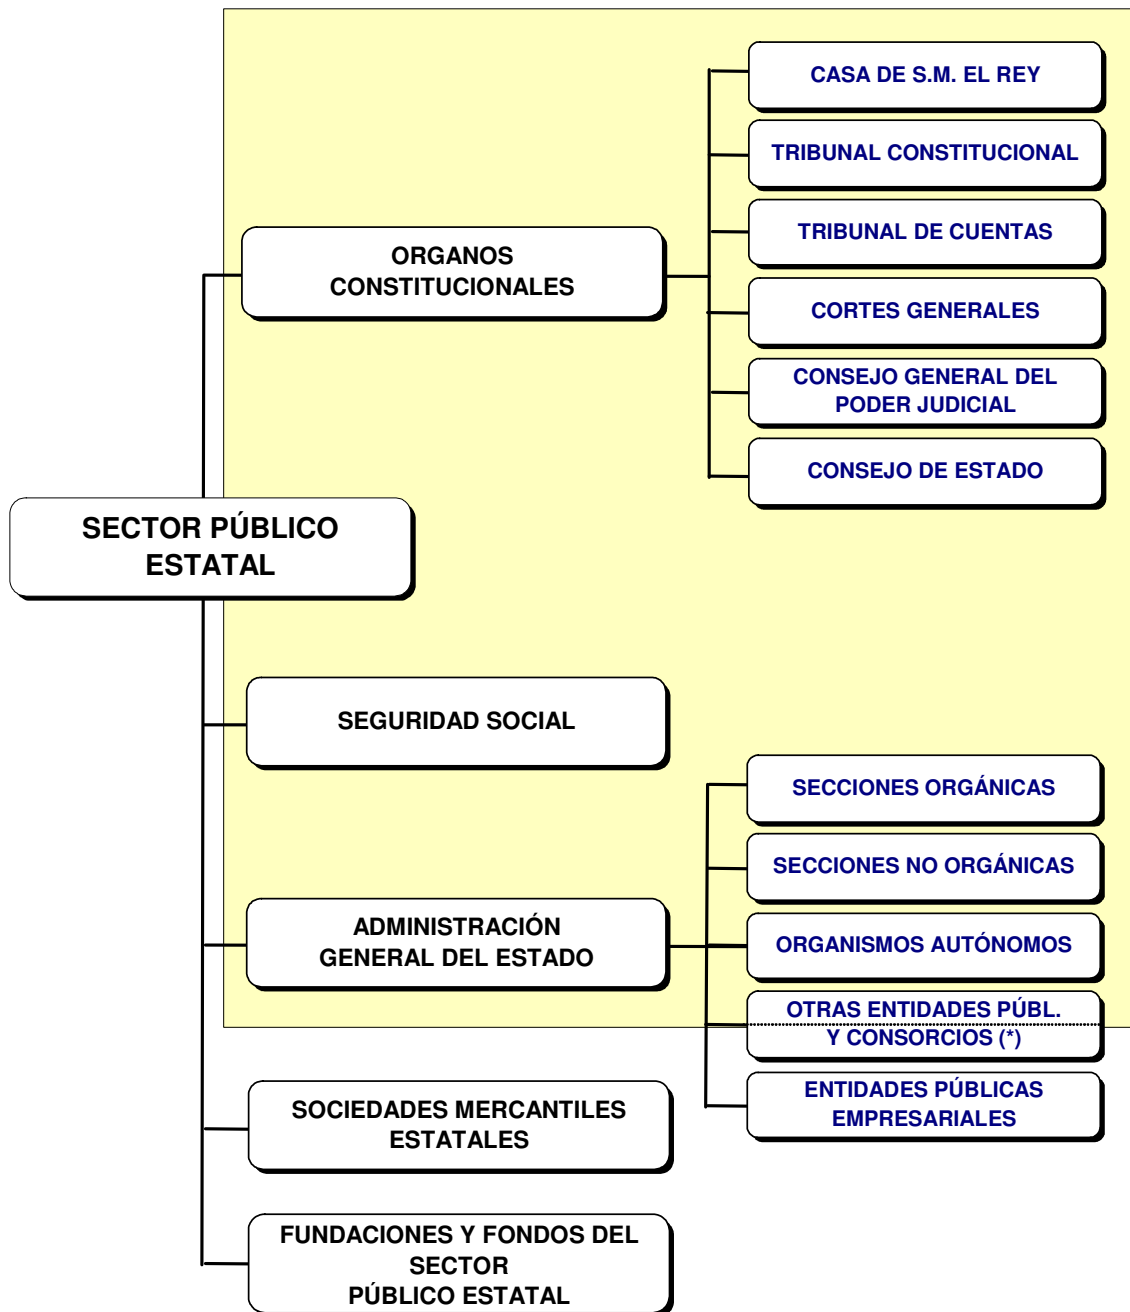 CASA DE S.M. EL REY
TRIBUNAL CONSTITUCIONAL
TRIBUNAL DE CUENTAS
ORGANOS
CONSTITUCIONALES
CORTES GENERALES
CONSEJO GENERAL DEL
PODER JUDICIAL
CONSEJO DE ESTADO
SECTOR PÚBLICO
ESTATAL
SEGURIDAD SOCIAL
SECCIONES ORGÁNICAS
SECCIONES NO ORGÁNICAS
ADMINISTRACIÓN
GENERAL DEL ESTADO
ORGANISMOS AUTÓNOMOS
OTRAS ENTIDADES PÚBL.
Y CONSORCIOS (*)
ENTIDADES PÚBLICAS
EMPRESARIALES
SOCIEDADES MERCANTILES
ESTATALES
FUNDACIONES Y FONDOS DEL
SECTOR
PÚBLICO ESTATAL